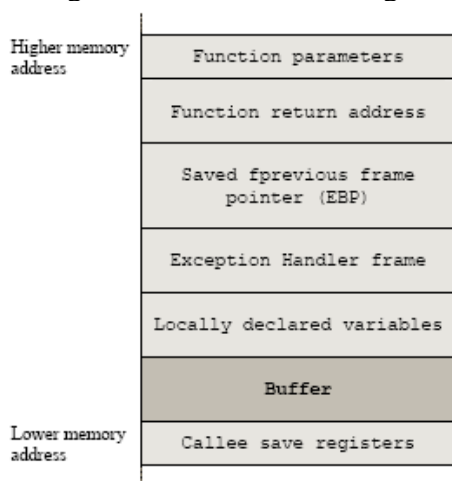 Higher memory
address
Function parameters
Function return address
Saved fprevious frame
pointer (EBP)
Exception Handler frame
Locally declared variables
Buffer
Lower memory
address
Callee save registers